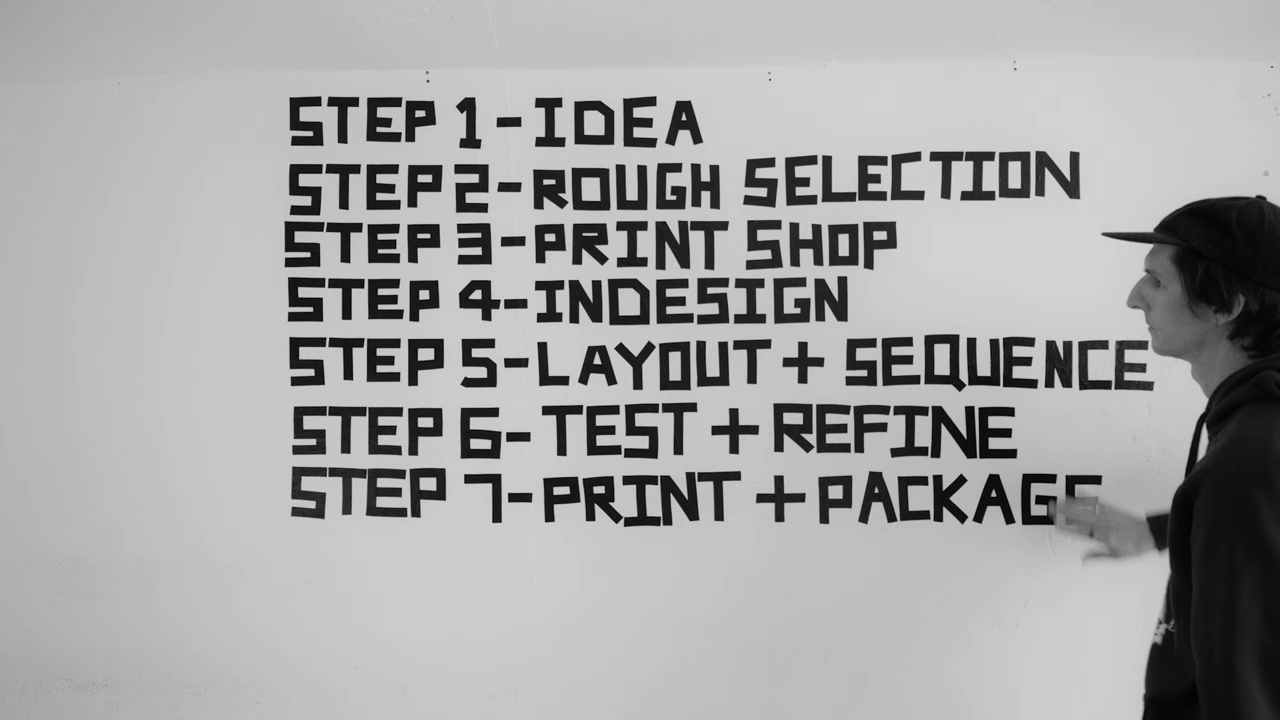 STEP 1-IDEA
STEP 2-ROUGH SELECTION
STEP 3-PRINT SHOP
STEP 4-INDESIGN
STEP 5-LAYOUT + SEQUENCE
STEP 6-TEST + REFINE
STEP 7-PRINT + PACKAGE